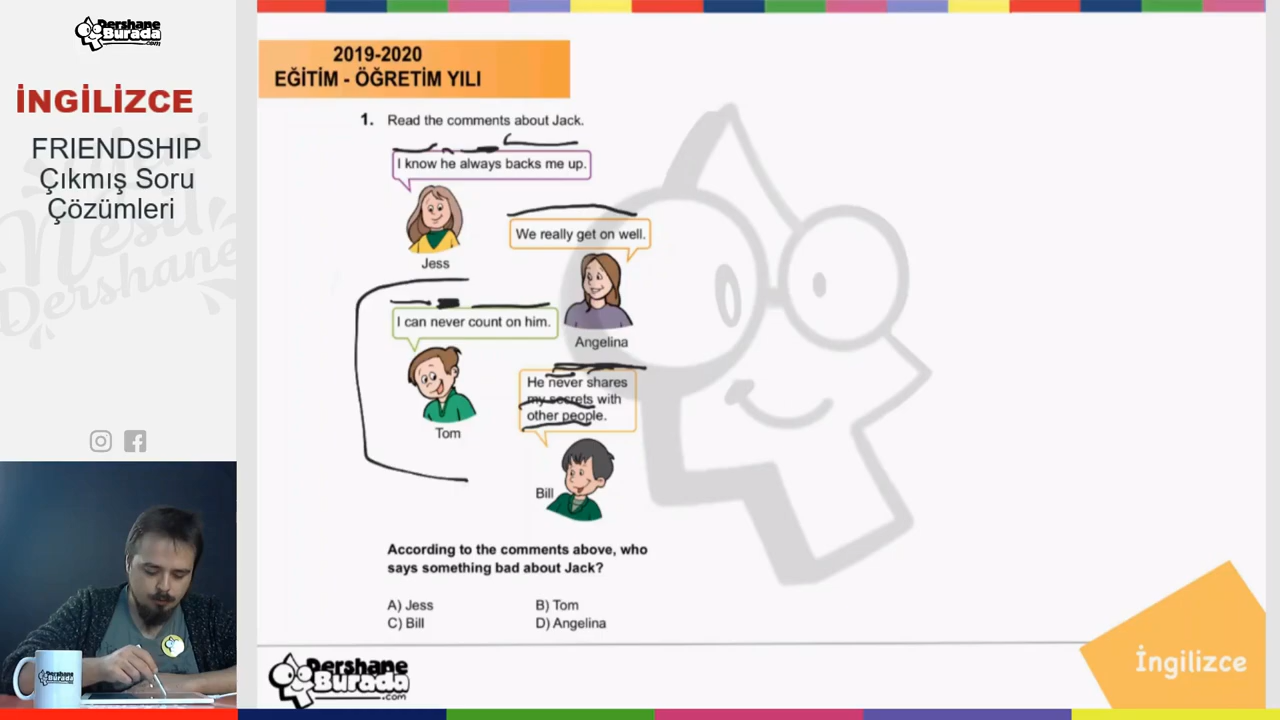 Dershane
Burada
.com
İNGİLİZCE
FRIENDSHIP
Çıkmış Soru
Çözümleri
2019-2020
EĞİTİM - ÖĞRETİM YILI
1. Read the comments about Jack.
I know he always backs me up.
Jess
We really get on well.
Angelina
I can never count on him.
Tom
He never shares
my secrets with
other people.
Bill
According to the comments above, who
says something bad about Jack?
A) Jess
B) Tom
C) Bill
D) Angelina
Dershane
Burada
.com
İngilizce